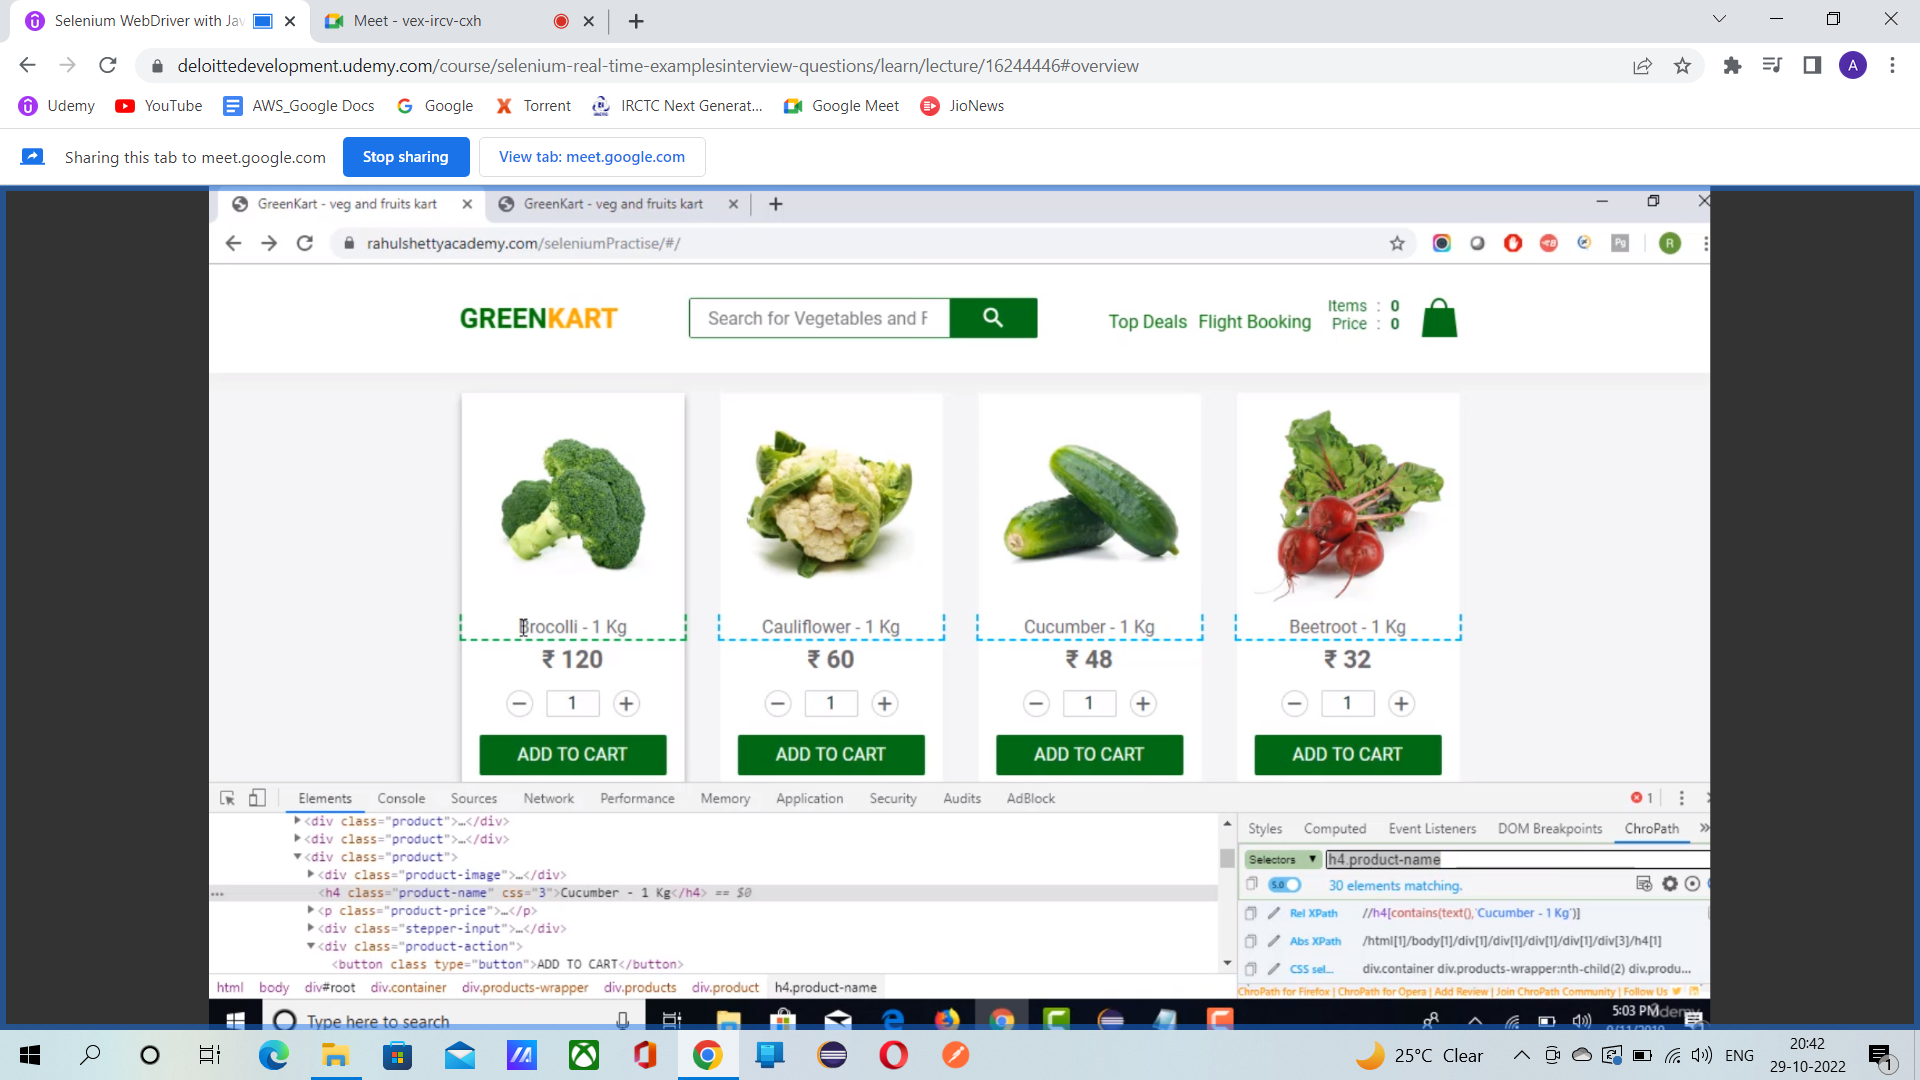 Selenium WebDriver with Jav
Meet - vex-ircv-cxh
deloittedevelopment.udemy.com/course/selenium-real-time-examplesinterview-questions/learn/lecture/16244446#overview
A
Udemy YouTube AWS_Google Docs Google Torrent IRCTC Next Generat... Google Meet JioNews
Sharing this tab to meet.google.com Stop sharing View tab: meet.google.com
GreenKart - veg and fruits kart GreenKart - veg and fruits kart
rahulshettyacademy.com/seleniumPractise/#/
R
GREENKART
Search for Vegetables and F
Top Deals Flight Booking
Items : 0
Price : 0
Brocolli - 1 Kg Cauliflower - 1 Kg Cucumber - 1 Kg Beetroot - 1 Kg
₹ 120 ₹ 60 ₹ 48 ₹ 32
1 1 1 1
ADD TO CART ADD TO CART ADD TO CART ADD TO CART
Elements Console Sources Network Performance Memory Application Security Audits AdBlock 1
<div class="product">…</div>
<div class="product">…</div>
<div class="product">
<div class="product-image">…</div>
<h4 class="product-name" css="3">Cucumber - 1 Kg</h4> == $0
<p class="product-price">…</p>
<div class="stepper-input">…</div>
<div class="product-action">
<button class type="button">ADD TO CART</button>
html body div#root div.container div.products-wrapper div.products div.product h4.product-name
Styles Computed Event Listeners DOM Breakpoints ChroPath »
Selectors h4.product-name
5.0 30 elements matching.
Rel XPath //h4[contains(text(),'Cucumber - 1 Kg')]
Abs XPath /html[1]/body[1]/div[1]/div[1]/div[1]/div[1]/div[3]/h4[1]
CSS sel... div.container div.products-wrapper:nth-child(2) div.produ...
ChroPath for Firefox | ChroPath for Opera | Add Review | Join ChroPath Community | Follow Us
Type here to search
5:03 PM
25°C Clear
ENG
20:42
29-10-2022
1